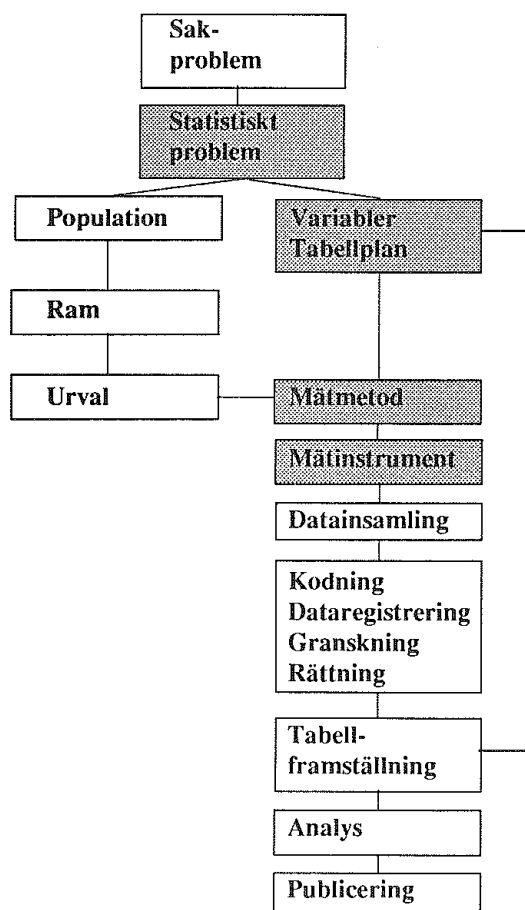 Sak-
problem
Statistiskt
problem
Population
Variabler
Tabellplan
Ram
Urval
Mätmetod
Mätinstrument
Datainsamling
Kodning
Dataregistrering
Granskning
Rättning
Tabell-
framställning
Analys
Publicering